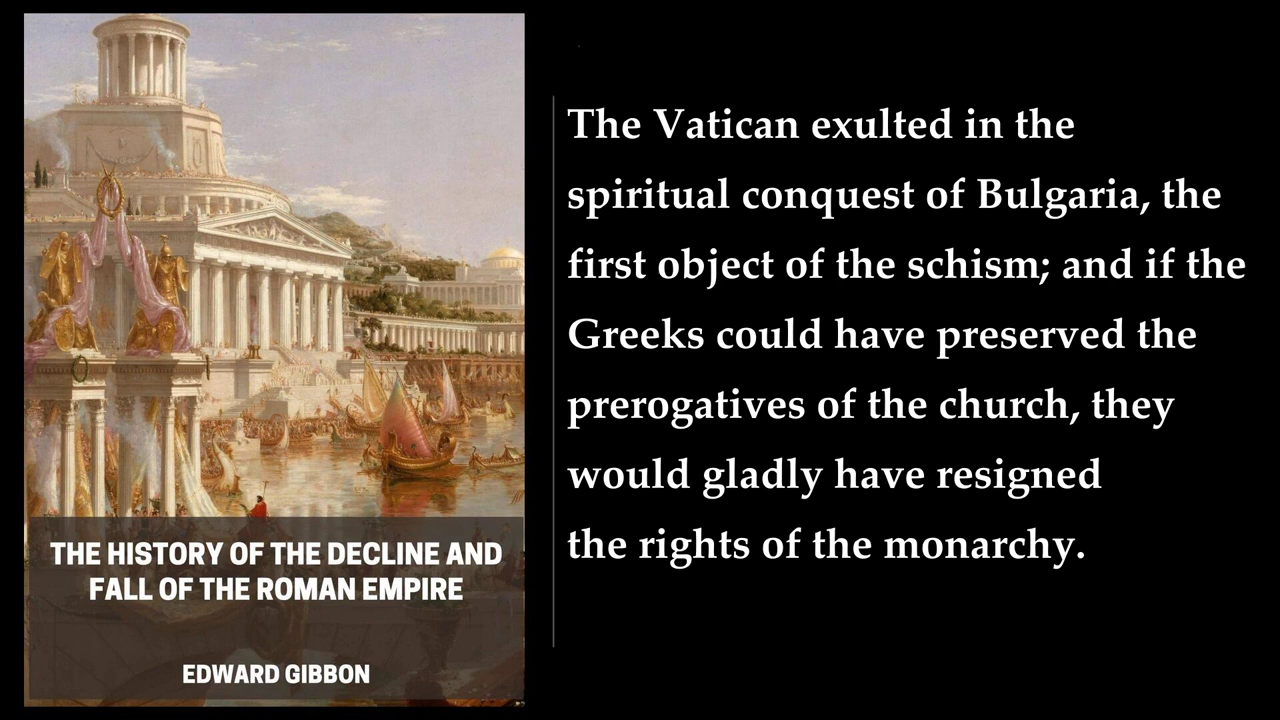 THE HISTORY OF THE DECLINE AND
FALL OF THE ROMAN EMPIRE
EDWARD GIBBON
The Vatican exulted in the
spiritual conquest of Bulgaria, the
first object of the schism; and if the
Greeks could have preserved the
prerogatives of the church, they
would gladly have resigned
the rights of the monarchy.